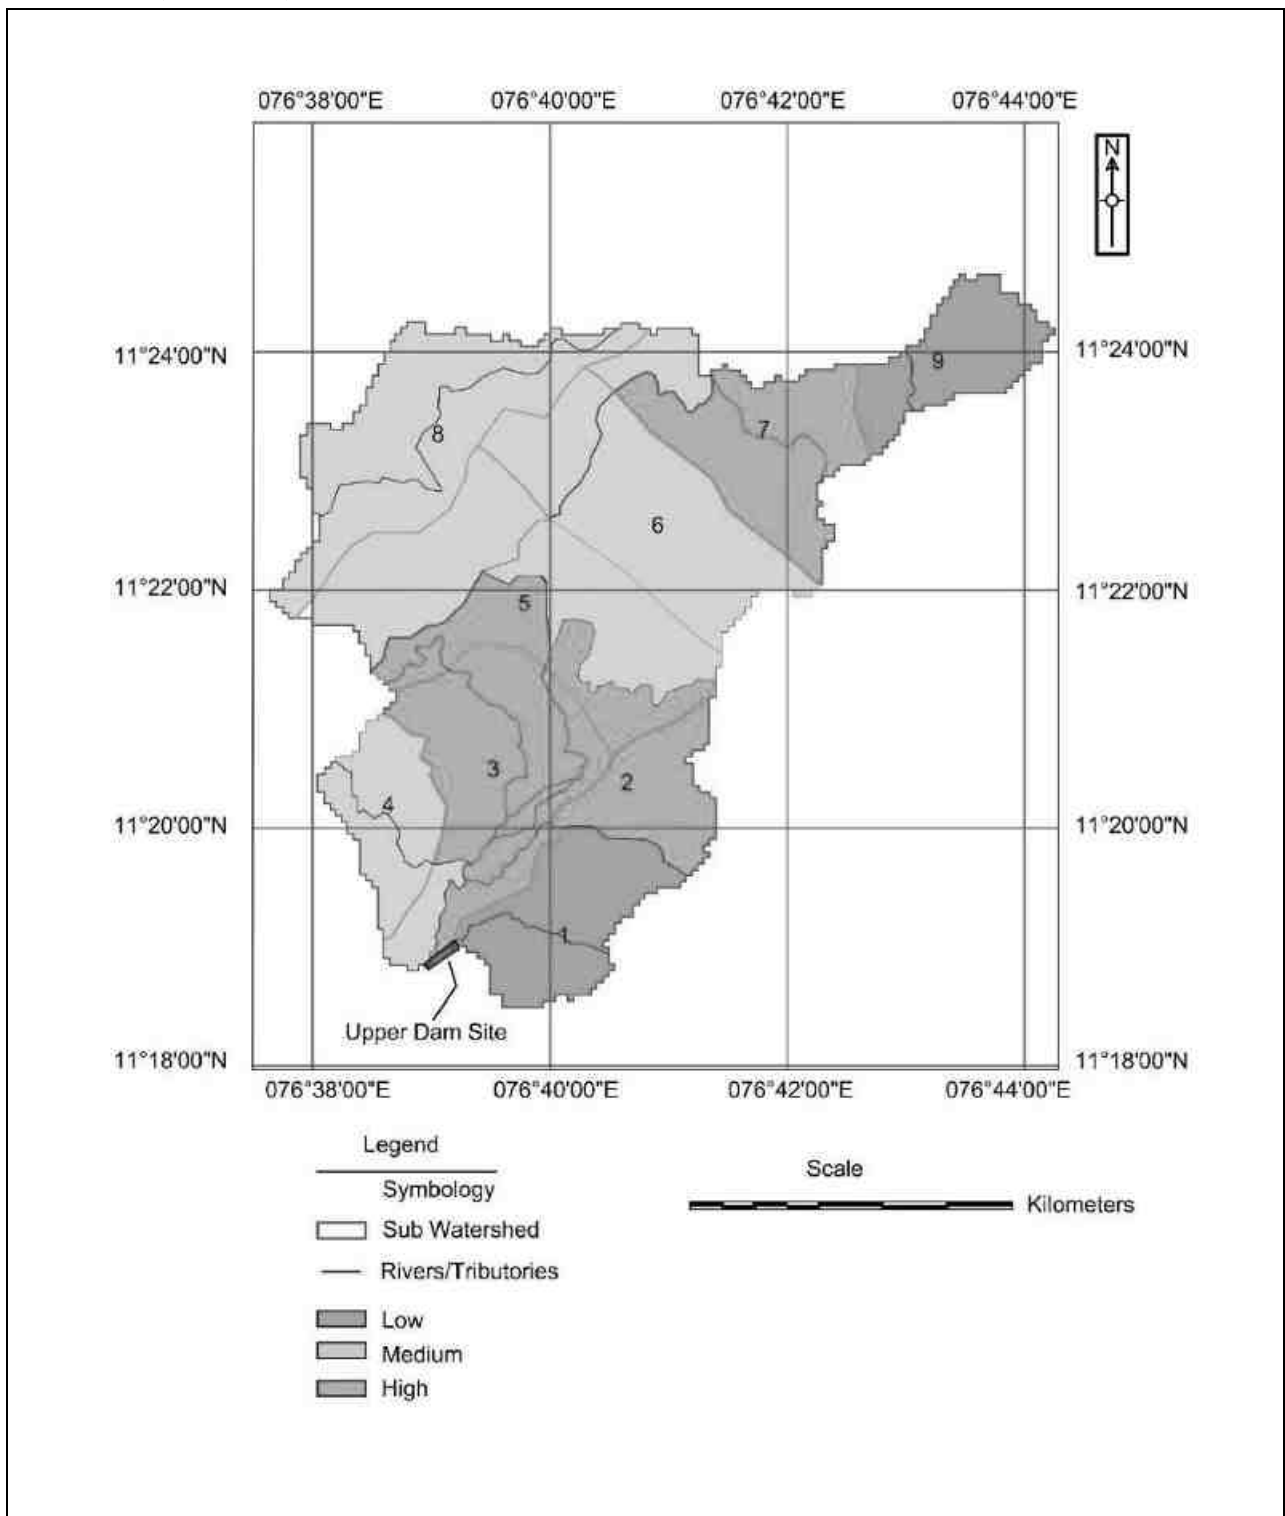 076°38'00"E 076°40'00"E 076°42'00"E 076°44'00"E
N
11°24'00"N 11°24'00"N
9
7
8
6
11°22'00"N 11°22'00"N
5
3
2
4
11°20'00"N 11°20'00"N
1
Upper Dam Site
11°18'00"N 11°18'00"N
076°38'00"E 076°40'00"E 076°42'00"E 076°44'00"E
Legend
Symbology
Sub Watershed
Rivers/Tributories
Low
Medium
High
Scale
Kilometers